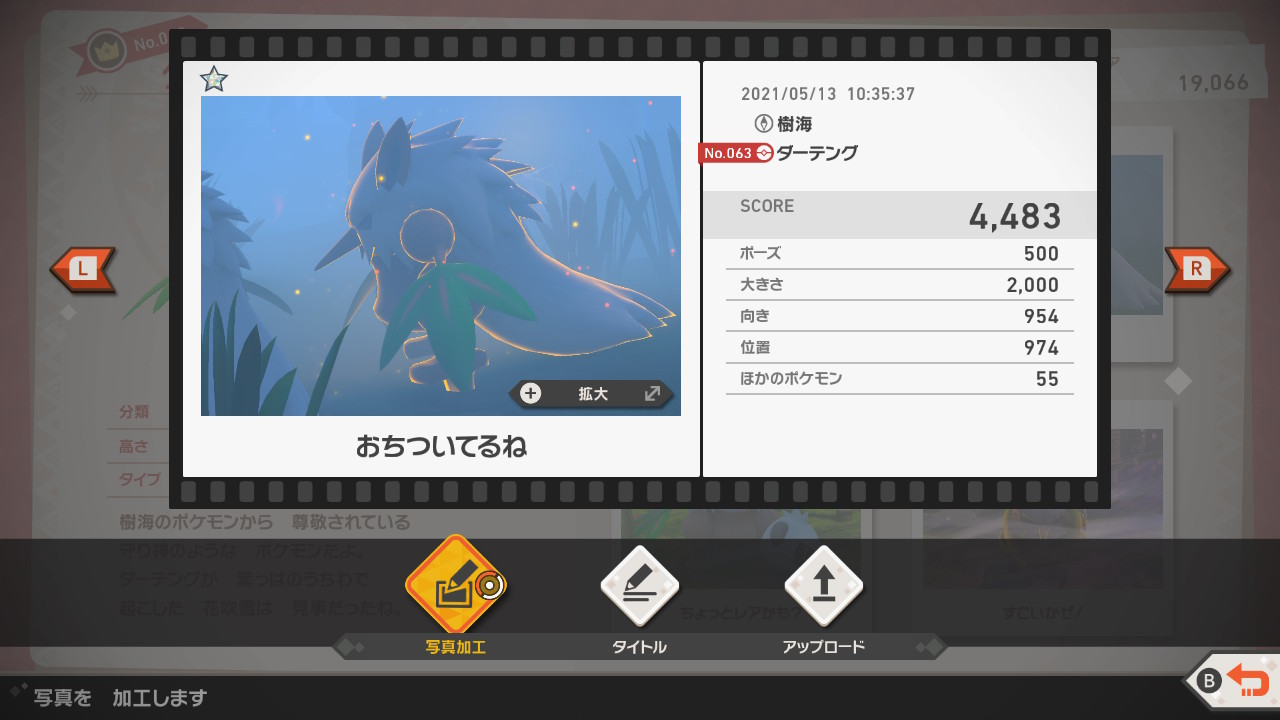 No.0
19,066
2021/05/13 10:35:37
樹海
No.063 ダーテング
SCORE 4,483
ポーズ 500
大きさ 2,000
向き 954
位置 974
ほかのポケモン 55
L
R
+ 拡大
おちついてるね
分類
高さ
タイプ
樹海のポケモンから 尊敬されている
守り神のような ポケモンだよ。
ダーテングが 葉っぱのうちわで
起こした 花吹雪は 見事だったね。
ちょっとレアかも?
すごいかぜ!
写真加工
タイトル
アップロード
写真を 加工します
B